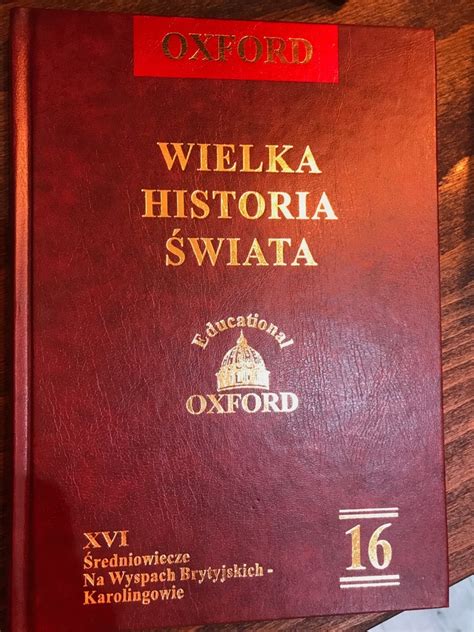 OXFORD
WIELKA
HISTORIA
ŚWIATA
Educational
OXFORD
XVI
Średniowiecze
Na Wyspach Brytyjskich -
Karolingowie
16